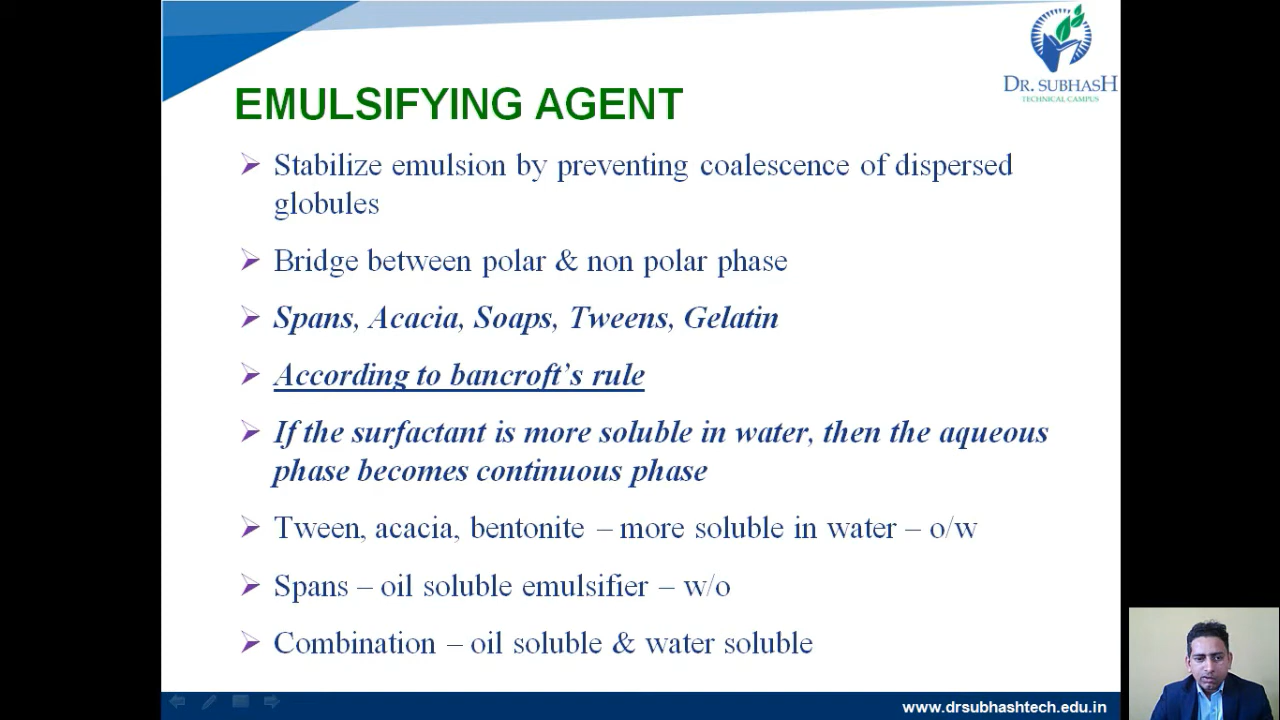 DR. SUBHASH
TECHNICAL CAMPUS
EMULSIFYING AGENT
Stabilize emulsion by preventing coalescence of dispersed
globules
Bridge between polar & non polar phase
Spans, Acacia, Soaps, Tweens, Gelatin
According to bancroft's rule
If the surfactant is more soluble in water, then the aqueous
phase becomes continuous phase
Tween, acacia, bentonite – more soluble in water – o/w
Spans – oil soluble emulsifier – w/o
Combination – oil soluble & water soluble
www.drsubhashtech.edu.in